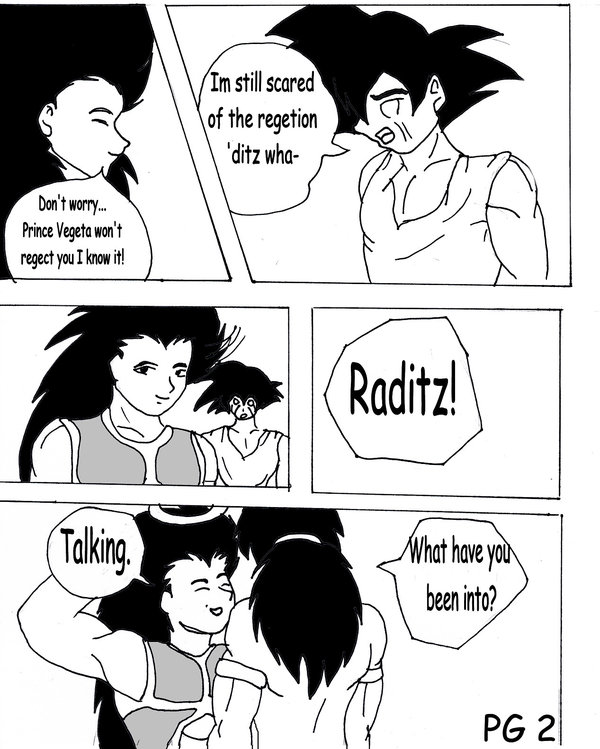 Don't worry...
Prince Vegeta won't
regect you I know it!
Im still scared
of the regetion
'ditz wha-
Raditz!
Talking.
What have you
been into?
PG 2